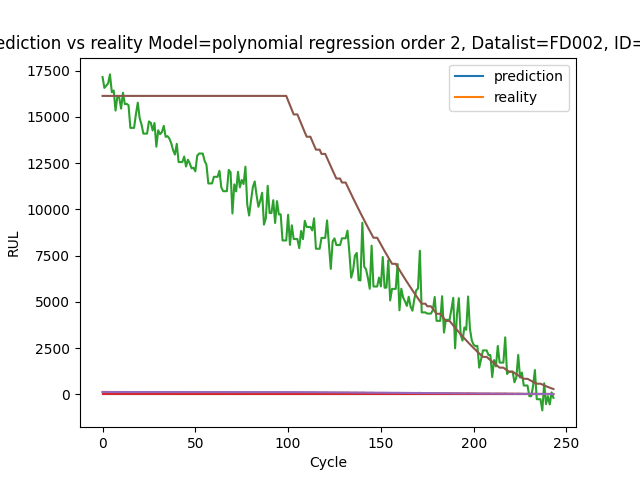 ediction vs reality Model=polynomial regression order 2, Datalist=FD002, ID=
prediction
reality
RUL
17500
15000
12500
10000
7500
5000
2500
0
0 50 100 150 200 250
Cycle